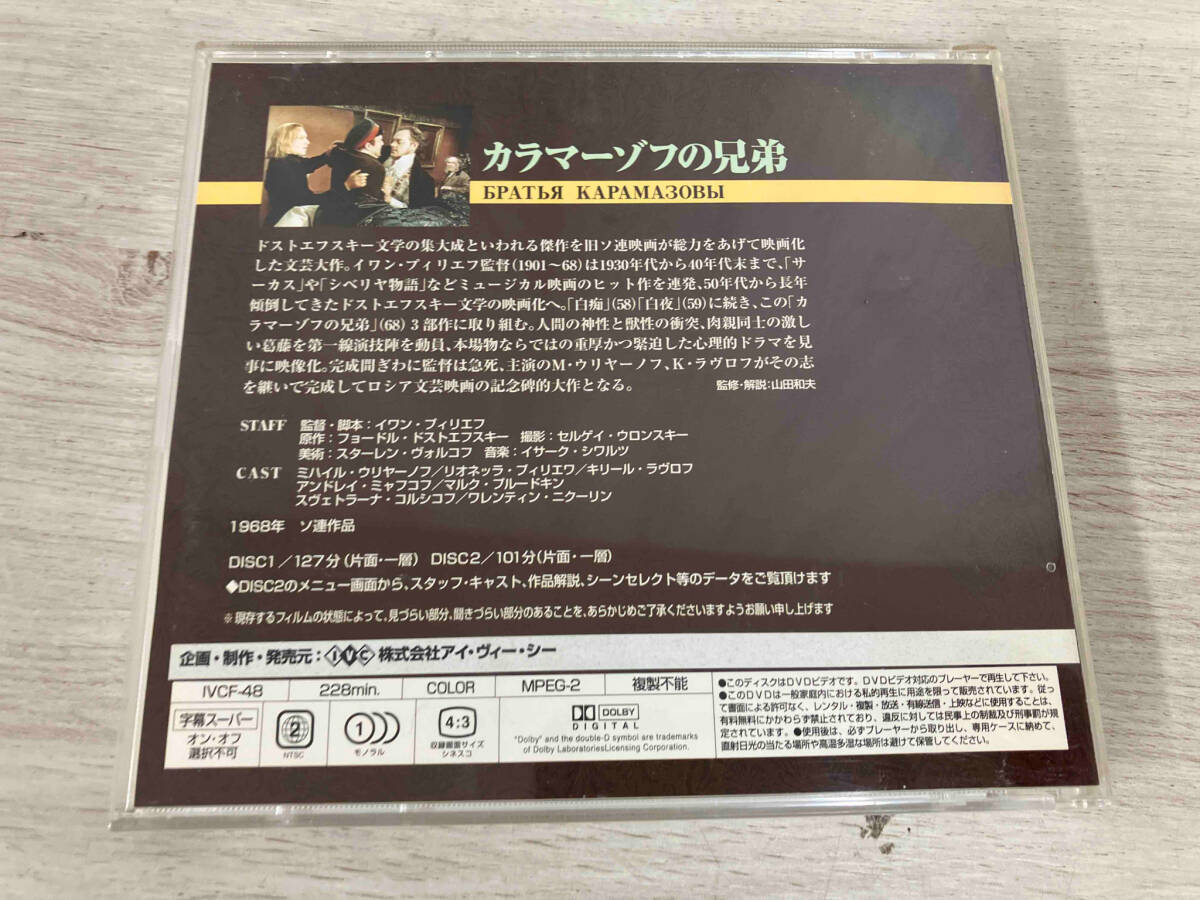 カラマーゾフの兄弟
БРАТЬЯ КАРАМАЗОВЫ
ドストエフスキー文学の集大成といわれる傑作を旧ソ連映画が総力をあげて映画化
した文芸大作。イワン・プィリエフ監督(1901〜68)は1930年代から40年代末まで、「サ
ーカス」や「シベリヤ物語」などミュージカル映画のヒット作を連発、50年代から長年
傾倒してきたドストエフスキー文学の映画化へ。「白痴」(58)「白夜」(59)に続き、この「カ
ラマーゾフの兄弟」(68)3部作に取り組む。人間の神性と獣性の衝突、肉親同士の激し
い葛藤を第一線演技陣を動員、本場物ならではの重厚かつ緊迫した心理的ドラマを見
事に映像化。完成間ぎわに監督は急死、主演のM・ウリヤーノフ、K・ラヴロフがその志
を継いで完成してロシア文芸映画の記念碑的大作となる。 監修・解説:山田和夫
STAFF 監督・脚本:イワン・プィリエフ
原作:フョードル・ドストエフスキー 撮影:セルゲイ・ウロンスキー
美術:スターレン・ヴォルコフ 音楽:イサーク・シワルツ
CAST ミハイル・ウリヤーノフ/リオネッラ・プィリエワ/キリール・ラヴロフ
アンドレイ・ミャフコフ/マルク・プルードキン
スヴェトラーナ・コルシコフ/ワレンティン・ニクーリン
1968年 ソ連作品
DISC1/127分(片面・一層) DISC2/101分(片面・一層)
◆DISC2のメニュー画面から、スタッフ・キャスト、作品解説、シーンセレクト等のデータをご覧頂けます
※現存するフィルムの状態によって、見づらい部分、聞きづらい部分のあることを、あらかじめご了承くださいますようお願い申し上げます
企画・制作・発売元:IVC株式会社アイ・ヴィー・シー
IVCF-48 228min. COLOR MPEG-2 複製不能
字幕スーパー
オン・オフ
選択不可
2
NTSC
1
モノラル
4:3
収録画面サイズ
シネスコ
DOLBY
DIGITAL
"Dolby" and the double-D symbol are trademarks
of Dolby LaboratoriesLicensing Corporation.
●このディスクはDVDビデオです。DVDビデオ対応のプレーヤーで再生して下さい。
●このDVDは一般家庭内における私的再生に用途を限って販売されています。従っ
て書面による許可なく、レンタル・複製・放送・有線送信・上映などに使用することは、
有料無料にかかわらず禁止されており、違反に対しては民事上の制裁及び刑事罰が規
定されています。●使用後は、必ずプレーヤーから取り出し、専用ケースに納めて、
直射日光の当たる場所や高温多湿な場所は避けて保管してください。